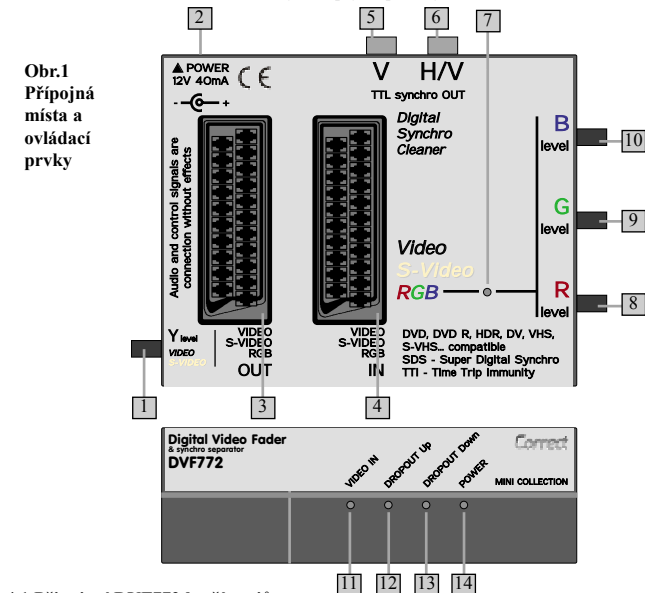 2
5
6
7
Obr.1
Přípojná
místa a
ovládací
prvky
POWER
12V 40mA
CE
- +
V
H/V
TTL synchro OUT
Digital
Synchro
Cleaner
Audio and control signals are
connection without effects
B
level
10
G
level
9
Video
S-Video
RGB
R
level
8
Y level
VIDEO
S-VIDEO
VIDEO
S-VIDEO
RGB
OUT
VIDEO
S-VIDEO
RGB
IN
DVD, DVD R, HDR, DV, VHS,
S-VHS... compatible
SDS - Super Digital Synchro
TTI - Time Trip Immunity
1
3
4
Digital Video Fader
& synchro separator
DVF772
Correct
MINI COLLECTION
VIDEO IN
DROPOUT Up
DROPOUT Down
POWER
11
12
13
14